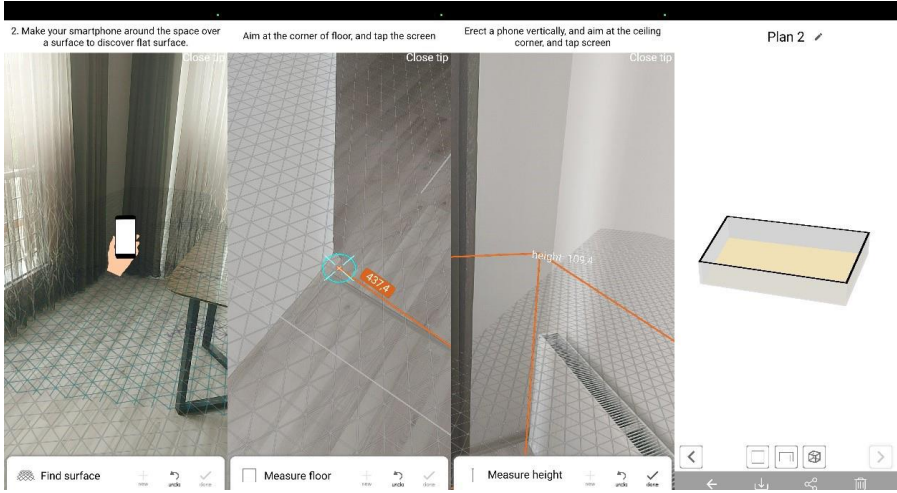 2. Make your smartphone around the space over
a surface to discover flat surface.
Close tip
Find surface
new
undo
done
Aim at the corner of floor, and tap the screen
Close tip
437,4
Measure floor
new
undo
done
Erect a phone vertically, and aim at the ceiling
corner, and tap screen
Close tip
height: 109,4
Measure height
new
undo
done
Plan 2